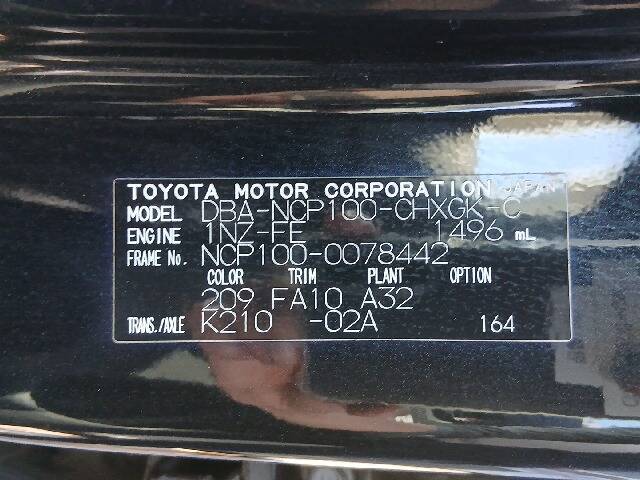 TOYOTA MOTOR CORPORATION JAPAN
MODEL DBA-NCP100-CHXGK-C
ENGINE 1NZ-FE 1496 mL
FRAME No. NCP100-0078442
COLOR TRIM PLANT OPTION
209 FA10 A32
TRANS./AXLE K210 -02A 164